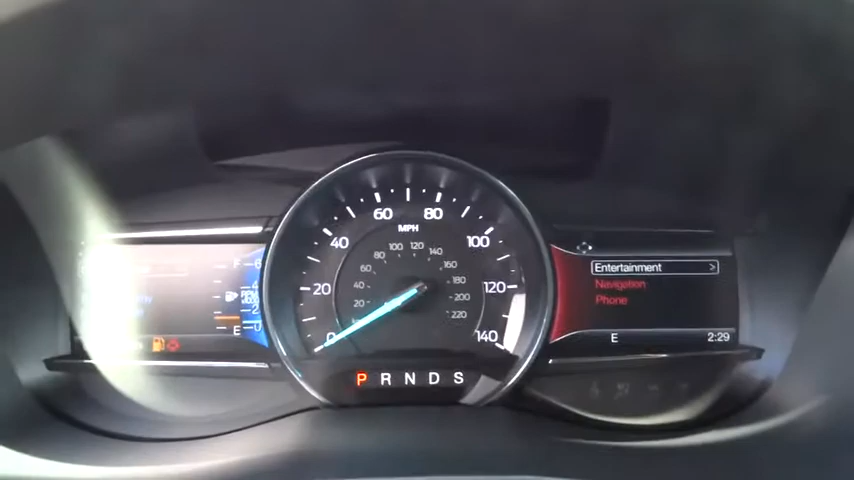 60 80
MPH
40 100
100 120
80 140
60 160
40 180
20 200
220
20 120
0 140
P R N D S
F
E
Entertainment >
Navigation
Phone
E 2:29